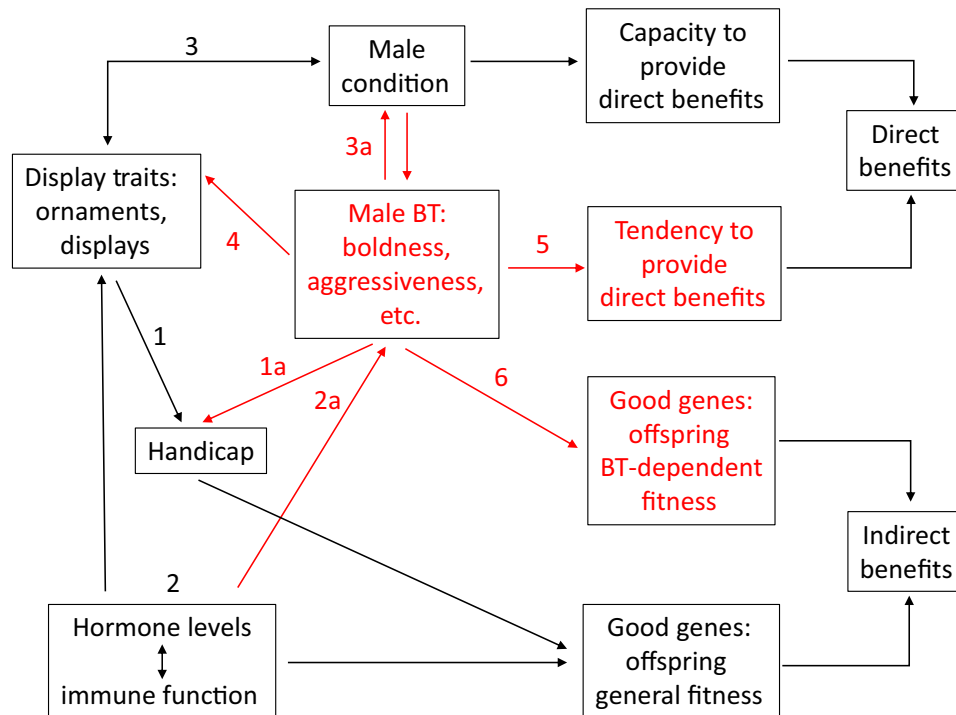 3
Male
condition
Capacity to
provide
direct benefits
Direct
benefits
3a
Display traits:
ornaments,
displays
4
Male BT:
boldness,
aggressiveness,
etc.
5
Tendency to
provide
direct benefits
1
1a
2a
6
Handicap
Good genes:
offspring
BT-dependent
fitness
Indirect
benefits
2
Hormone levels
immune function
Good genes:
offspring
general fitness